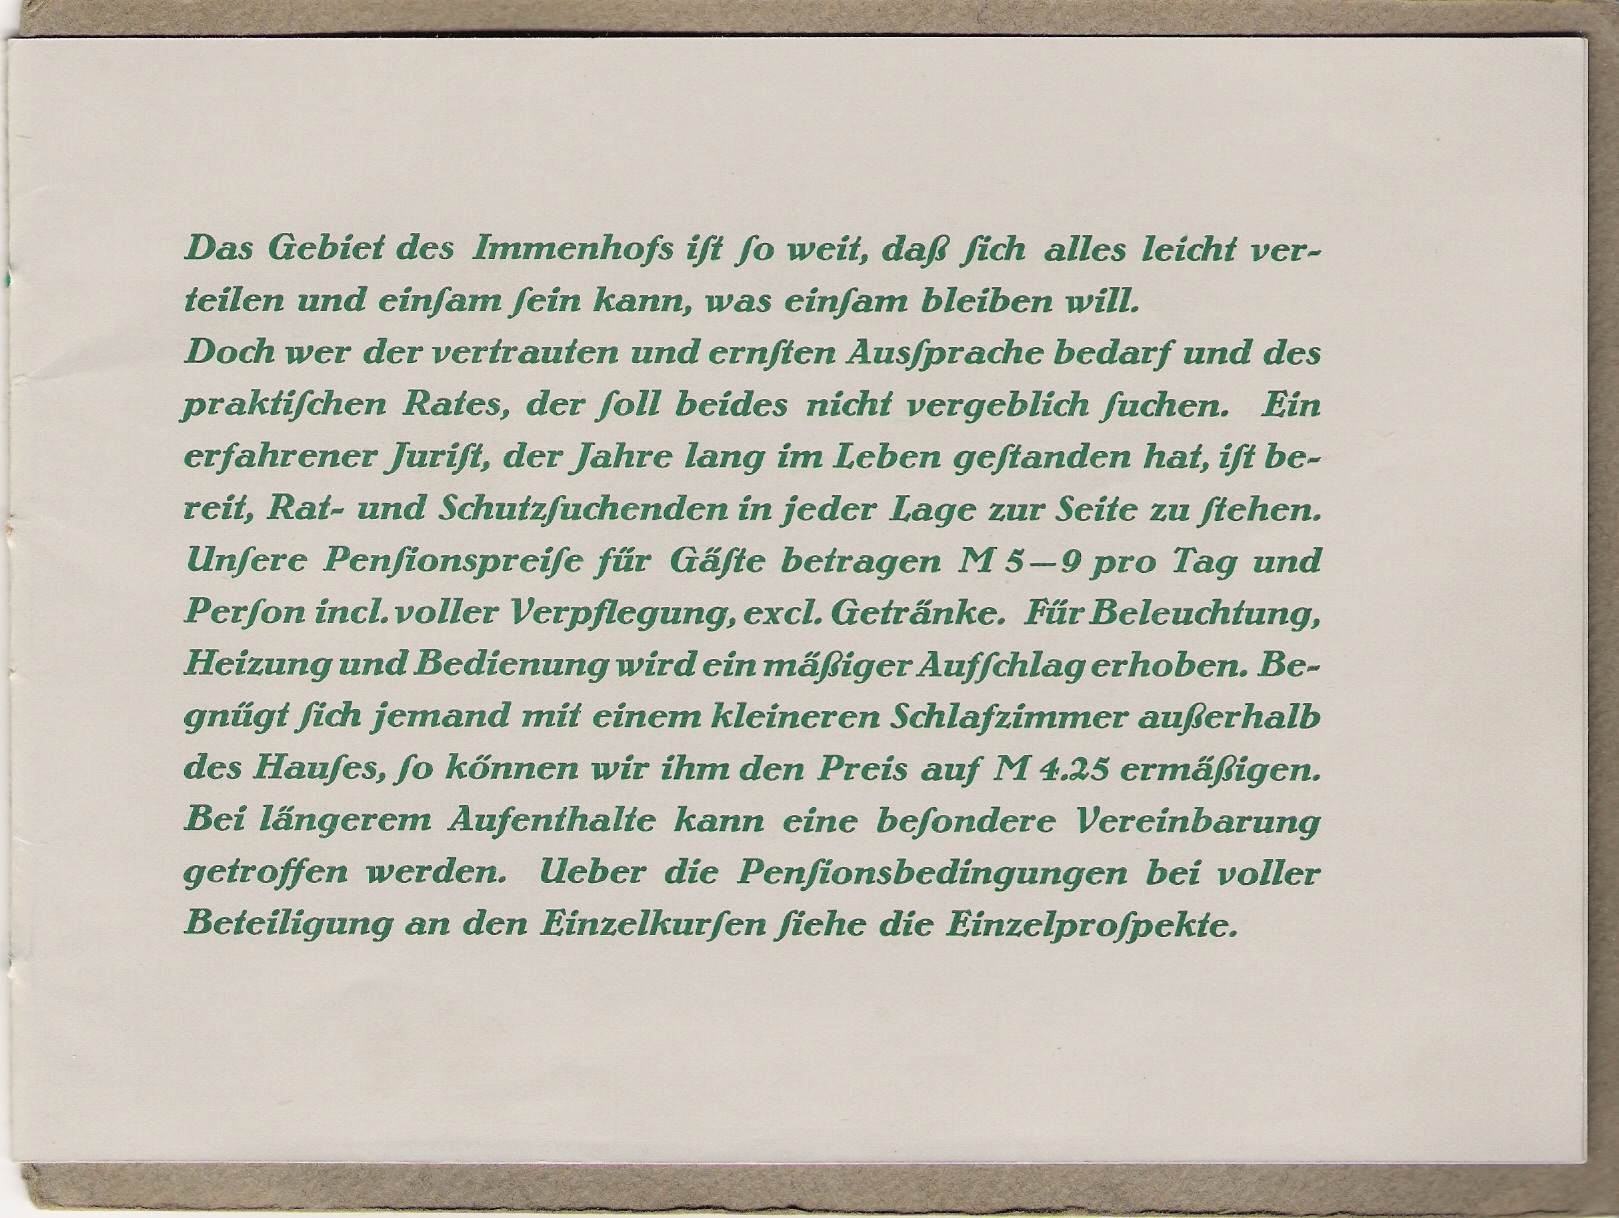 Das Gebiet des Immenhofs iſt ſo weit, daß ſich alles leicht ver-
teilen und einſam ſein kann, was einſam bleiben will.
Doch wer der vertrauten und ernſten Ausſprache bedarf und des
praktiſchen Rates, der ſoll beides nicht vergeblich ſuchen. Ein
erfahrener Juriſt, der Jahre lang im Leben geſtanden hat, iſt be-
reit, Rat- und Schutzſuchenden in jeder Lage zur Seite zu ſtehen.
Unſere Penſionspreiſe für Gäſte betragen M 5—9 pro Tag und
Perſon incl. voller Verpflegung, excl. Getränke. Für Beleuchtung,
Heizung und Bedienung wird ein mäßiger Aufſchlag erhoben. Be-
gnügt ſich jemand mit einem kleineren Schlafzimmer außerhalb
des Hauſes, ſo können wir ihm den Preis auf M 4.25 ermäßigen.
Bei längerem Aufenthalte kann eine beſondere Vereinbarung
getroffen werden. Ueber die Penſionsbedingungen bei voller
Beteiligung an den Einzelkurſen ſiehe die Einzelproſpekte.